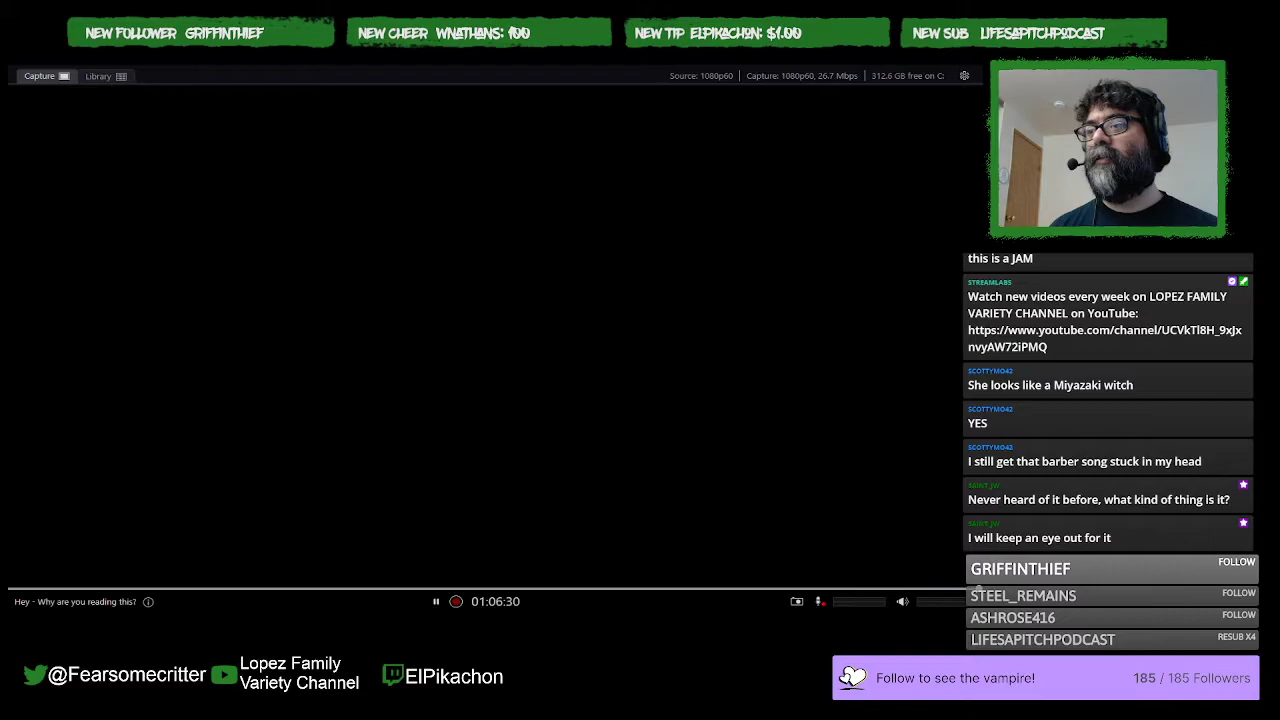 NEW FOLLOWER GRIFFINTHIEF
NEW CHEER WNATHANS: 100
NEW TIP ELPIKACHON: $1.00
NEW SUB LIFESAPITCHPODCAST
Capture
Library
Source: 1080p60
Capture: 1080p60, 26.7 Mbps
312.6 GB free on C:
this is a JAM
STREAMLABS
Watch new videos every week on LOPEZ FAMILY
VARIETY CHANNEL on YouTube:
https://www.youtube.com/channel/UCVkTl8H_9xJx
nvyAW72iPMQ
SCOTTYMO42
She looks like a Miyazaki witch
SCOTTYMO42
YES
SCOTTYMO42
I still get that barber song stuck in my head
SAINT_JW
Never heard of it before, what kind of thing is it?
SAINT_JW
I will keep an eye out for it
GRIFFINTHIEF FOLLOW
STEEL_REMAINS FOLLOW
ASHROSE416 FOLLOW
LIFESAPITCHPODCAST RESUB X4
Hey - Why are you reading this?
01:06:30
@Fearsomecritter
Lopez Family
Variety Channel
ElPikachon
Follow to see the vampire!
185 / 185 Followers